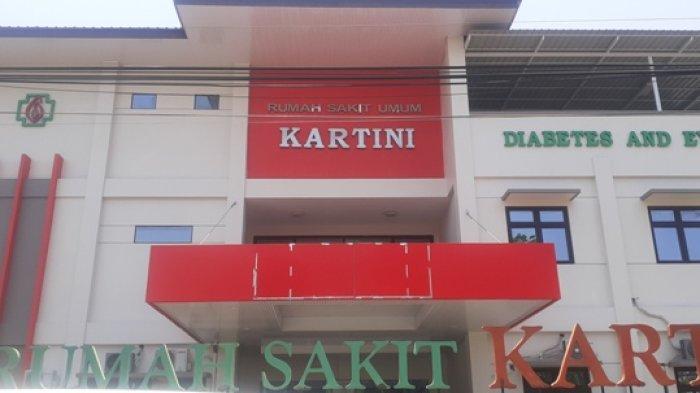 RUMAH SAKIT UMUM
KARTINI
DIABETES AND
RUMAH SAKIT